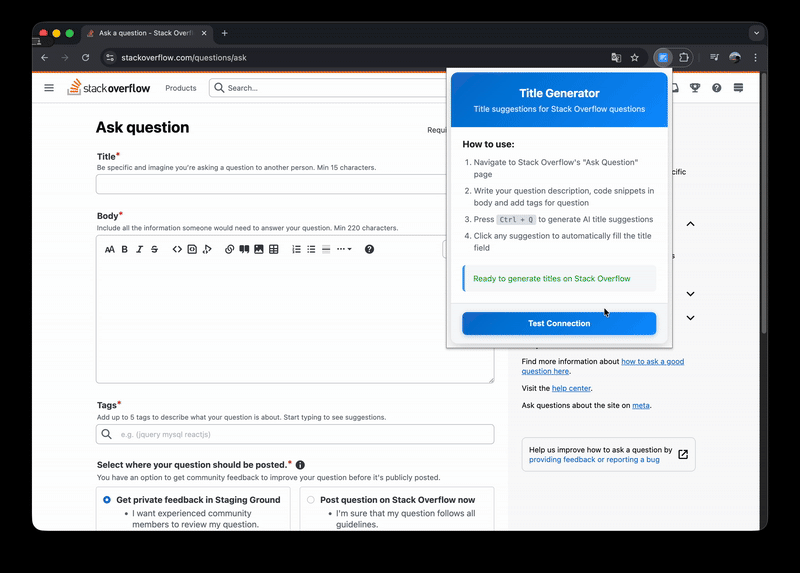 Ask a question - Stack Overfl
stackoverflow.com/questions/ask
stackoverflow
Products
Search...
Title Generator
Title suggestions for Stack Overflow questions
How to use:
1. Navigate to Stack Overflow's "Ask Question"
page
2. Write your question description, code snippets in
body and add tags for question
3. Press Ctrl + Q to generate AI title suggestions
4. Click any suggestion to automatically fill the title
field
Ready to generate titles on Stack Overflow
Test Connection
Ask question
Title*
Be specific and imagine you're asking a question to another person. Min 15 characters.
Body*
Include all the information someone would need to answer your question. Min 220 characters.
Tags*
Add up to 5 tags to describe what your question is about. Start typing to see suggestions.
e.g. (jquery mysql reactjs)
Select where your question should be posted.*
You have an option to get community feedback to improve your question before it's publicly posted.
Get private feedback in Staging Ground
• I want experienced community
members to review my question.
Post question on Stack Overflow now
• I'm sure that my question follows all
guidelines.
Find more information about how to ask a good
question here.
Visit the help center.
Ask questions about the site on meta.
Help us improve how to ask a question by
providing feedback or reporting a bug